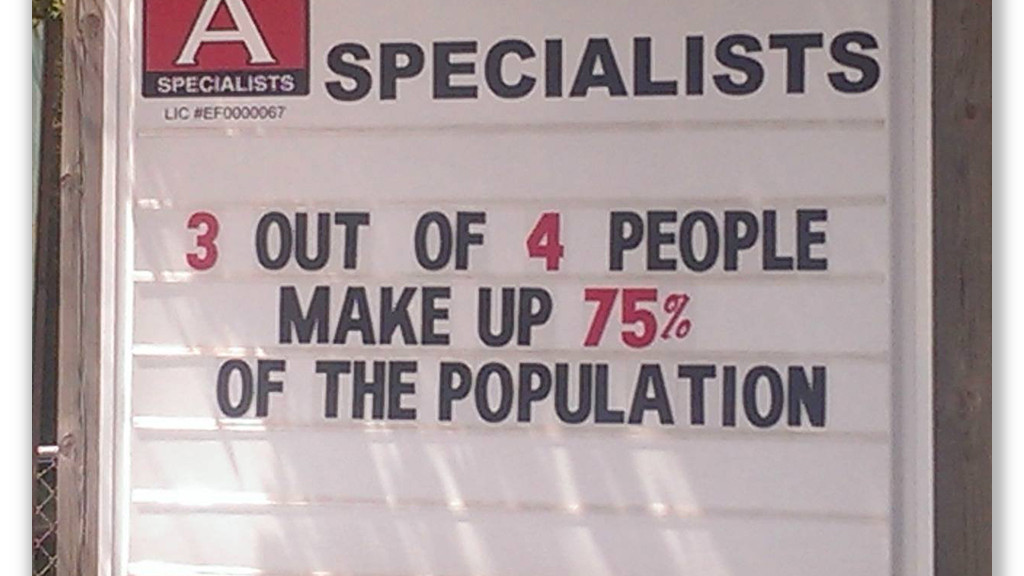 A
SPECIALISTS
LIC #EF0000067
SPECIALISTS
3 OUT OF 4 PEOPLE
MAKE UP 75%
OF THE POPULATION